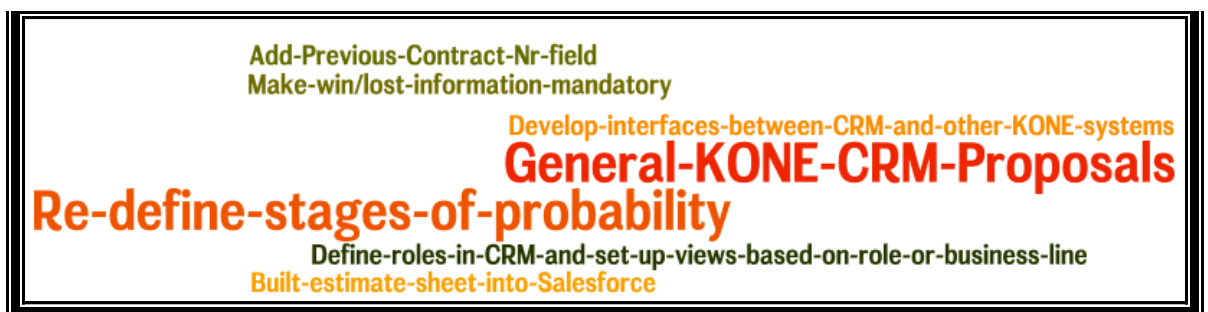 Add-Previous-Contract-Nr-field
Make-win/lost-information-mandatory
Develop-interfaces-between-CRM-and-other-KONE-systems
General-KONE-CRM-Proposals
Re-define-stages-of-probability
Define-roles-in-CRM-and-set-up-views-based-on-role-or-business-line
Built-estimate-sheet-into-Salesforce